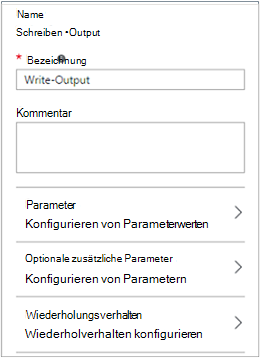 Name
Schreiben •Output
* Bezeichnung
Write-Output
Kommentar
Parameter
Konfigurieren von Parameterwerten
Optionale zusätzliche Parameter
Konfigurieren von Parametern
Wiederholungsverhalten
Wiederholverhalten konfigurieren